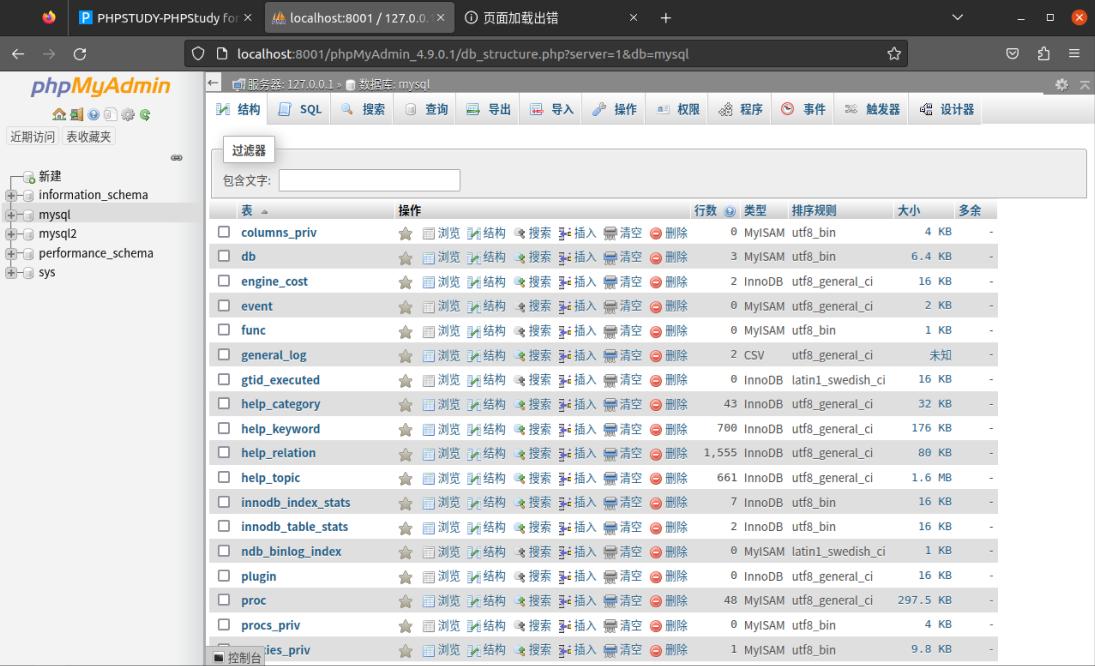 PHPSTUDY-PHPStudy for
localhost:8001 / 127.0.0.1
页面加载出错
localhost:8001/phpMyAdmin_4.9.0.1/db_structure.php?server=1&db=mysql
phpMyAdmin
近期访问 表收藏夹
新建
information_schema
mysql
mysql2
performance_schema
sys
服务器: 127.0.0.1 » 数据库: mysql
结构 SQL 搜索 查询 导出 导入 操作 权限 程序 事件 触发器 设计器
过滤器
包含文字:
表 操作 行数 类型 排序规则 大小 多余
columns_priv 浏览 结构 搜索 插入 清空 删除 0 MyISAM utf8_bin 4 KB -
db 浏览 结构 搜索 插入 清空 删除 3 MyISAM utf8_bin 6.4 KB -
engine_cost 浏览 结构 搜索 插入 清空 删除 2 InnoDB utf8_general_ci 16 KB -
event 浏览 结构 搜索 插入 清空 删除 0 MyISAM utf8_general_ci 2 KB -
func 浏览 结构 搜索 插入 清空 删除 0 MyISAM utf8_bin 1 KB -
general_log 浏览 结构 搜索 插入 清空 删除 2 CSV utf8_general_ci 未知 -
gtid_executed 浏览 结构 搜索 插入 清空 删除 0 InnoDB latin1_swedish_ci 16 KB -
help_category 浏览 结构 搜索 插入 清空 删除 43 InnoDB utf8_general_ci 32 KB -
help_keyword 浏览 结构 搜索 插入 清空 删除 700 InnoDB utf8_general_ci 176 KB -
help_relation 浏览 结构 搜索 插入 清空 删除 1,555 InnoDB utf8_general_ci 80 KB -
help_topic 浏览 结构 搜索 插入 清空 删除 661 InnoDB utf8_general_ci 1.6 MB -
innodb_index_stats 浏览 结构 搜索 插入 清空 删除 7 InnoDB utf8_bin 16 KB -
innodb_table_stats 浏览 结构 搜索 插入 清空 删除 2 InnoDB utf8_bin 16 KB -
ndb_binlog_index 浏览 结构 搜索 插入 清空 删除 0 MyISAM latin1_swedish_ci 1 KB -
plugin 浏览 结构 搜索 插入 清空 删除 0 InnoDB utf8_general_ci 16 KB -
proc 浏览 结构 搜索 插入 清空 删除 48 MyISAM utf8_general_ci 297.5 KB -
procs_priv 浏览 结构 搜索 插入 清空 删除 0 MyISAM utf8_bin 4 KB -
ies_priv 浏览 结构 搜索 插入 清空 删除 1 MyISAM utf8_bin 9.8 KB -
控制台